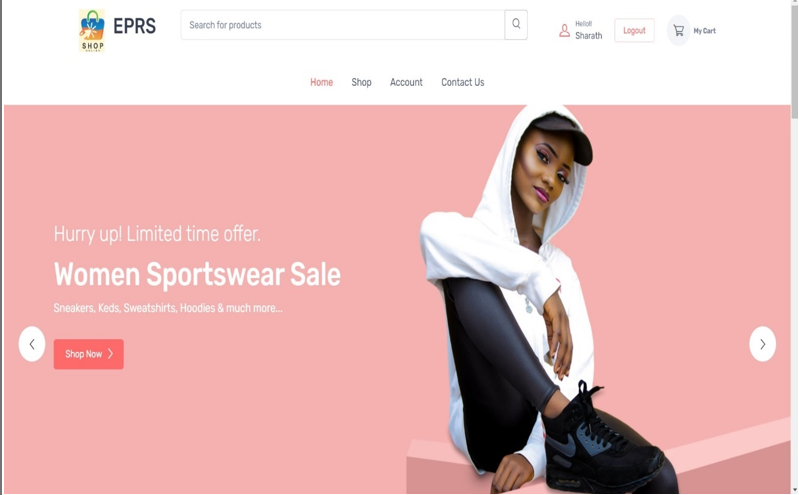 SHOP
EPRS
Search for products
Hello!
Sharath
Logout
My Cart
Home
Shop
Account
Contact Us
Hurry up! Limited time offer.
Women Sportswear Sale
Sneakers, Keds, Sweatshirts, Hoodies & much more...
Shop Now